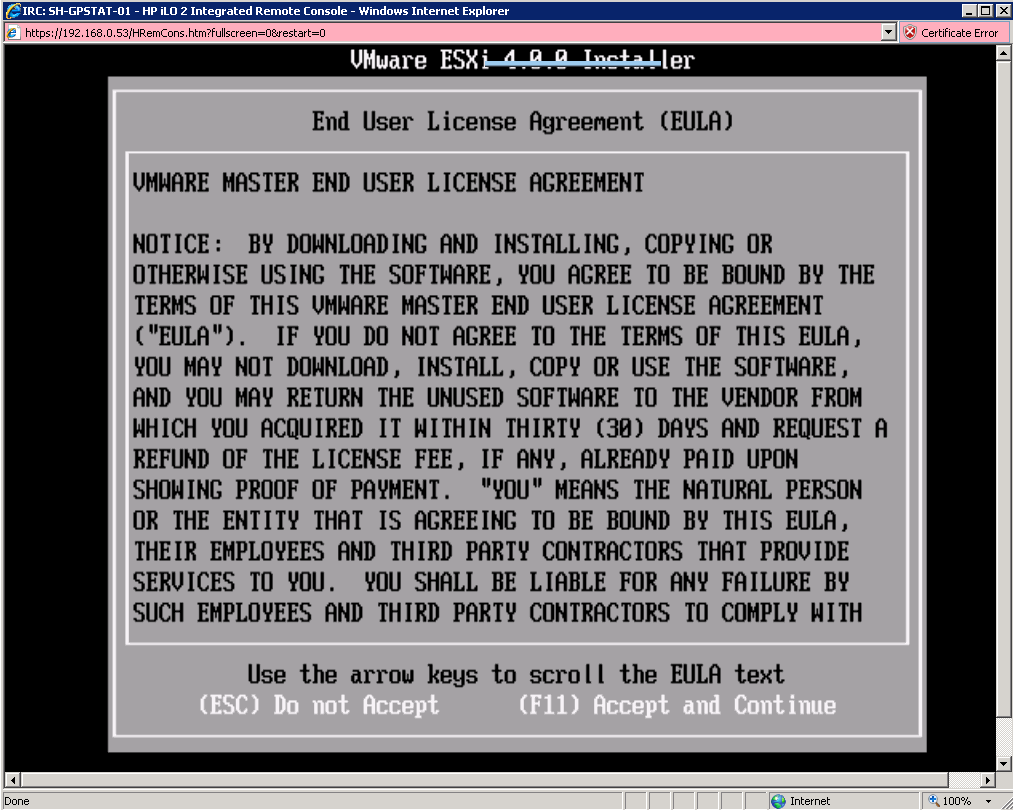 IRC: SH-GPSTAT-01 - HP iLO 2 Integrated Remote Console - Windows Internet Explorer
https://192.168.0.53/HRemCons.htm?fullscreen=0&restart=0 Certificate Error
VMware ESXi 4.0.0 Installer
End User License Agreement (EULA)
VMWARE MASTER END USER LICENSE AGREEMENT
NOTICE: BY DOWNLOADING AND INSTALLING, COPYING OR
OTHERWISE USING THE SOFTWARE, YOU AGREE TO BE BOUND BY THE
TERMS OF THIS VMWARE MASTER END USER LICENSE AGREEMENT
("EULA"). IF YOU DO NOT AGREE TO THE TERMS OF THIS EULA,
YOU MAY NOT DOWNLOAD, INSTALL, COPY OR USE THE SOFTWARE,
AND YOU MAY RETURN THE UNUSED SOFTWARE TO THE VENDOR FROM
WHICH YOU ACQUIRED IT WITHIN THIRTY (30) DAYS AND REQUEST A
REFUND OF THE LICENSE FEE, IF ANY, ALREADY PAID UPON
SHOWING PROOF OF PAYMENT. "YOU" MEANS THE NATURAL PERSON
OR THE ENTITY THAT IS AGREEING TO BE BOUND BY THIS EULA,
THEIR EMPLOYEES AND THIRD PARTY CONTRACTORS THAT PROVIDE
SERVICES TO YOU. YOU SHALL BE LIABLE FOR ANY FAILURE BY
SUCH EMPLOYEES AND THIRD PARTY CONTRACTORS TO COMPLY WITH
Use the arrow keys to scroll the EULA text
(ESC) Do not Accept (F11) Accept and Continue
Done Internet 100%